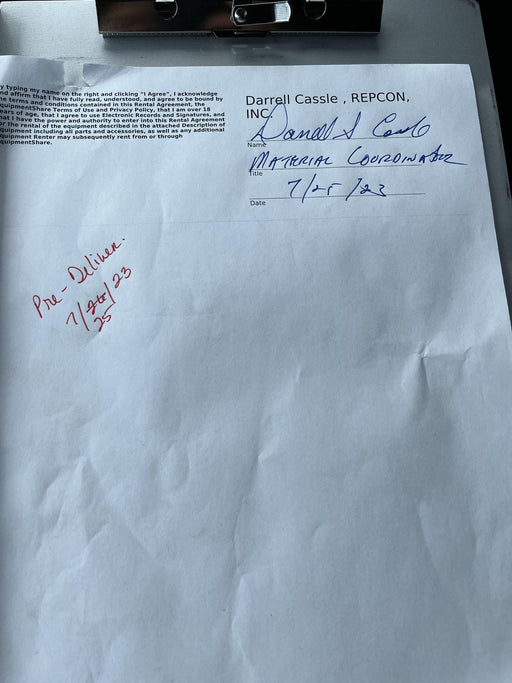 y typing my name on the right and clicking "I Agree", I acknowledge
nd affirm that I have fully read, understood, and agree to be bound by
he terms and conditions contained in this Rental Agreement, the
quipmentShare Terms of Use and Privacy Policy, that I am over 18
ears of age, that I agree to use Electronic Records and Signatures, and
hat I have the power and authority to enter into this Rental Agreement
or the rental of the equipment described in the attached Description of
quipment including all parts and accessories, as well as any additional
quipment Renter may subsequently rent from or through
quipmentShare.
Darrell Cassle , REPCON,
INC
Darrell S Cassle
Name
MATERIAL COORDINATOR
Title
7/25/23
Date
Pre-Deliver.
7/26/23
25